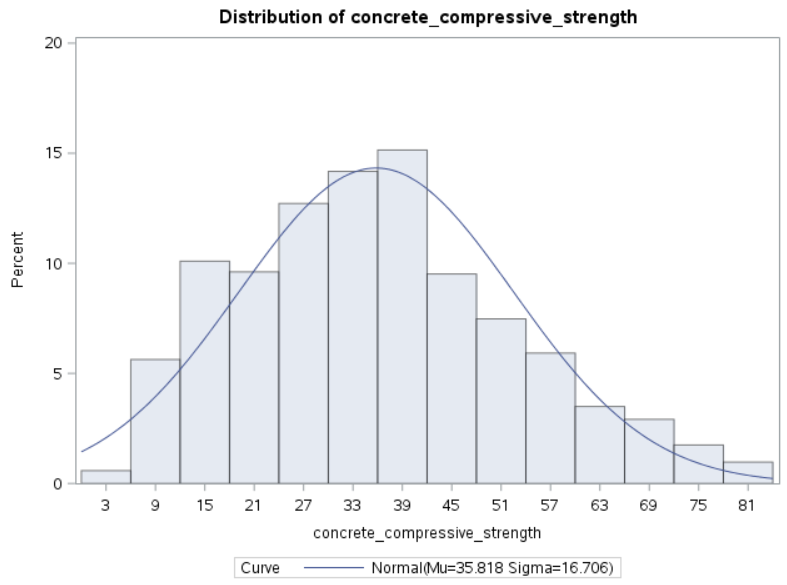 Distribution of concrete_compressive_strength
20
15
10
5
0
Percent
3 9 15 21 27 33 39 45 51 57 63 69 75 81
concrete_compressive_strength
Curve Normal(Mu=35.818 Sigma=16.706)